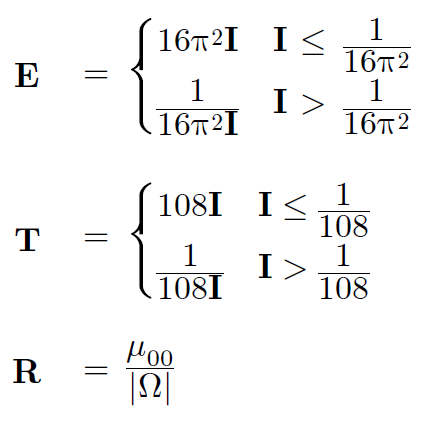 E = { 16π²I   I ≤ 1/16π²
1/16π²I   I > 1/16π²
T = { 108I   I ≤ 1/108
1/108I   I > 1/108
R = μ₀₀/|Ω|